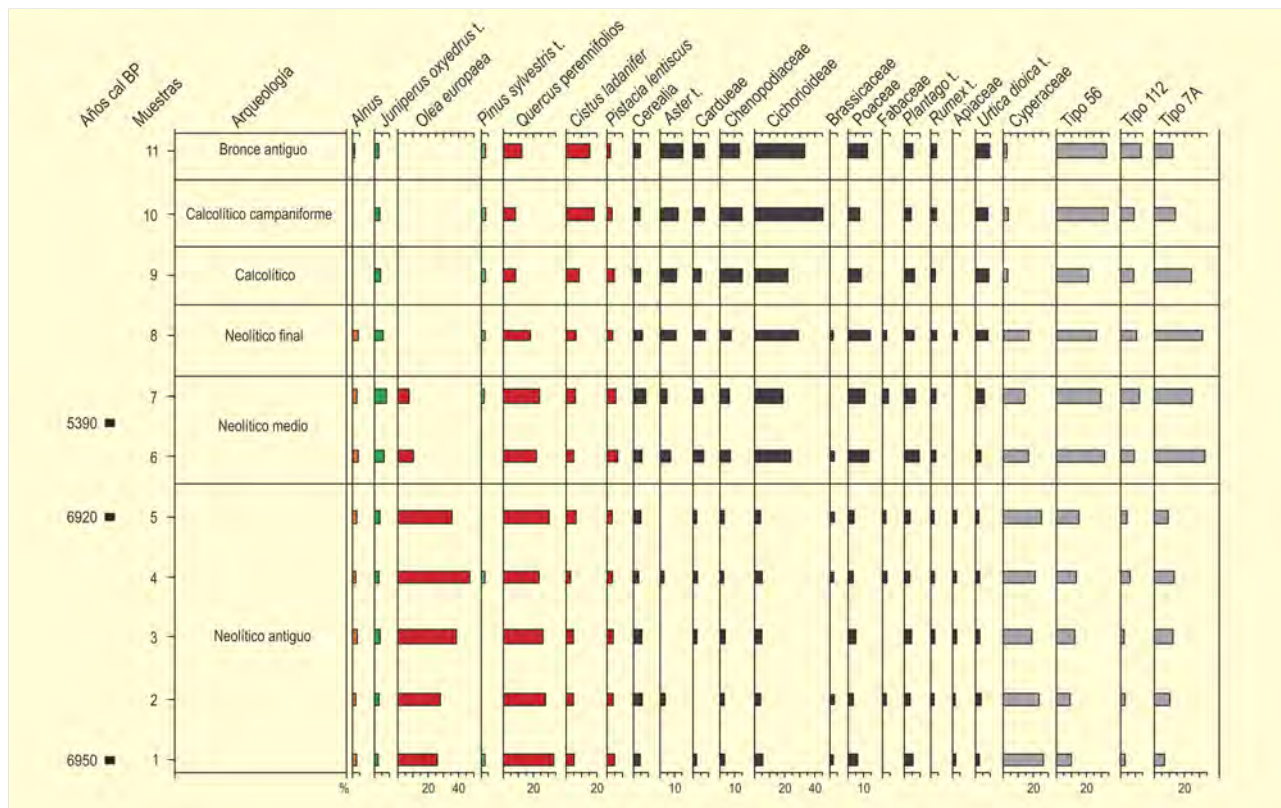 Años cal BP
Muestras
Arqueología
Alnus
Juniperus oxyedrus t.
Olea europaea
Pinus sylvestris t.
Quercus perennifolios
Cistus ladanifer
Pistacia lentiscus
Cerealia
Aster t.
Cardueae
Chenopodiaceae
Cichorioideae
Brassicaceae
Poaceae
Fabaceae
Plantago t.
Rumex t.
Apiaceae
Urtica dioica t.
Cyperaceae
Tipo 56
Tipo 112
Tipo 7A
11 Bronce antiguo
10 Calcolítico campaniforme
9 Calcolítico
8 Neolítico final
7
5390 Neolítico medio
6
6920 5
4
3 Neolítico antiguo
2
6950 1
% 20 40 20 20 10 10 20 40 10 20 20 20